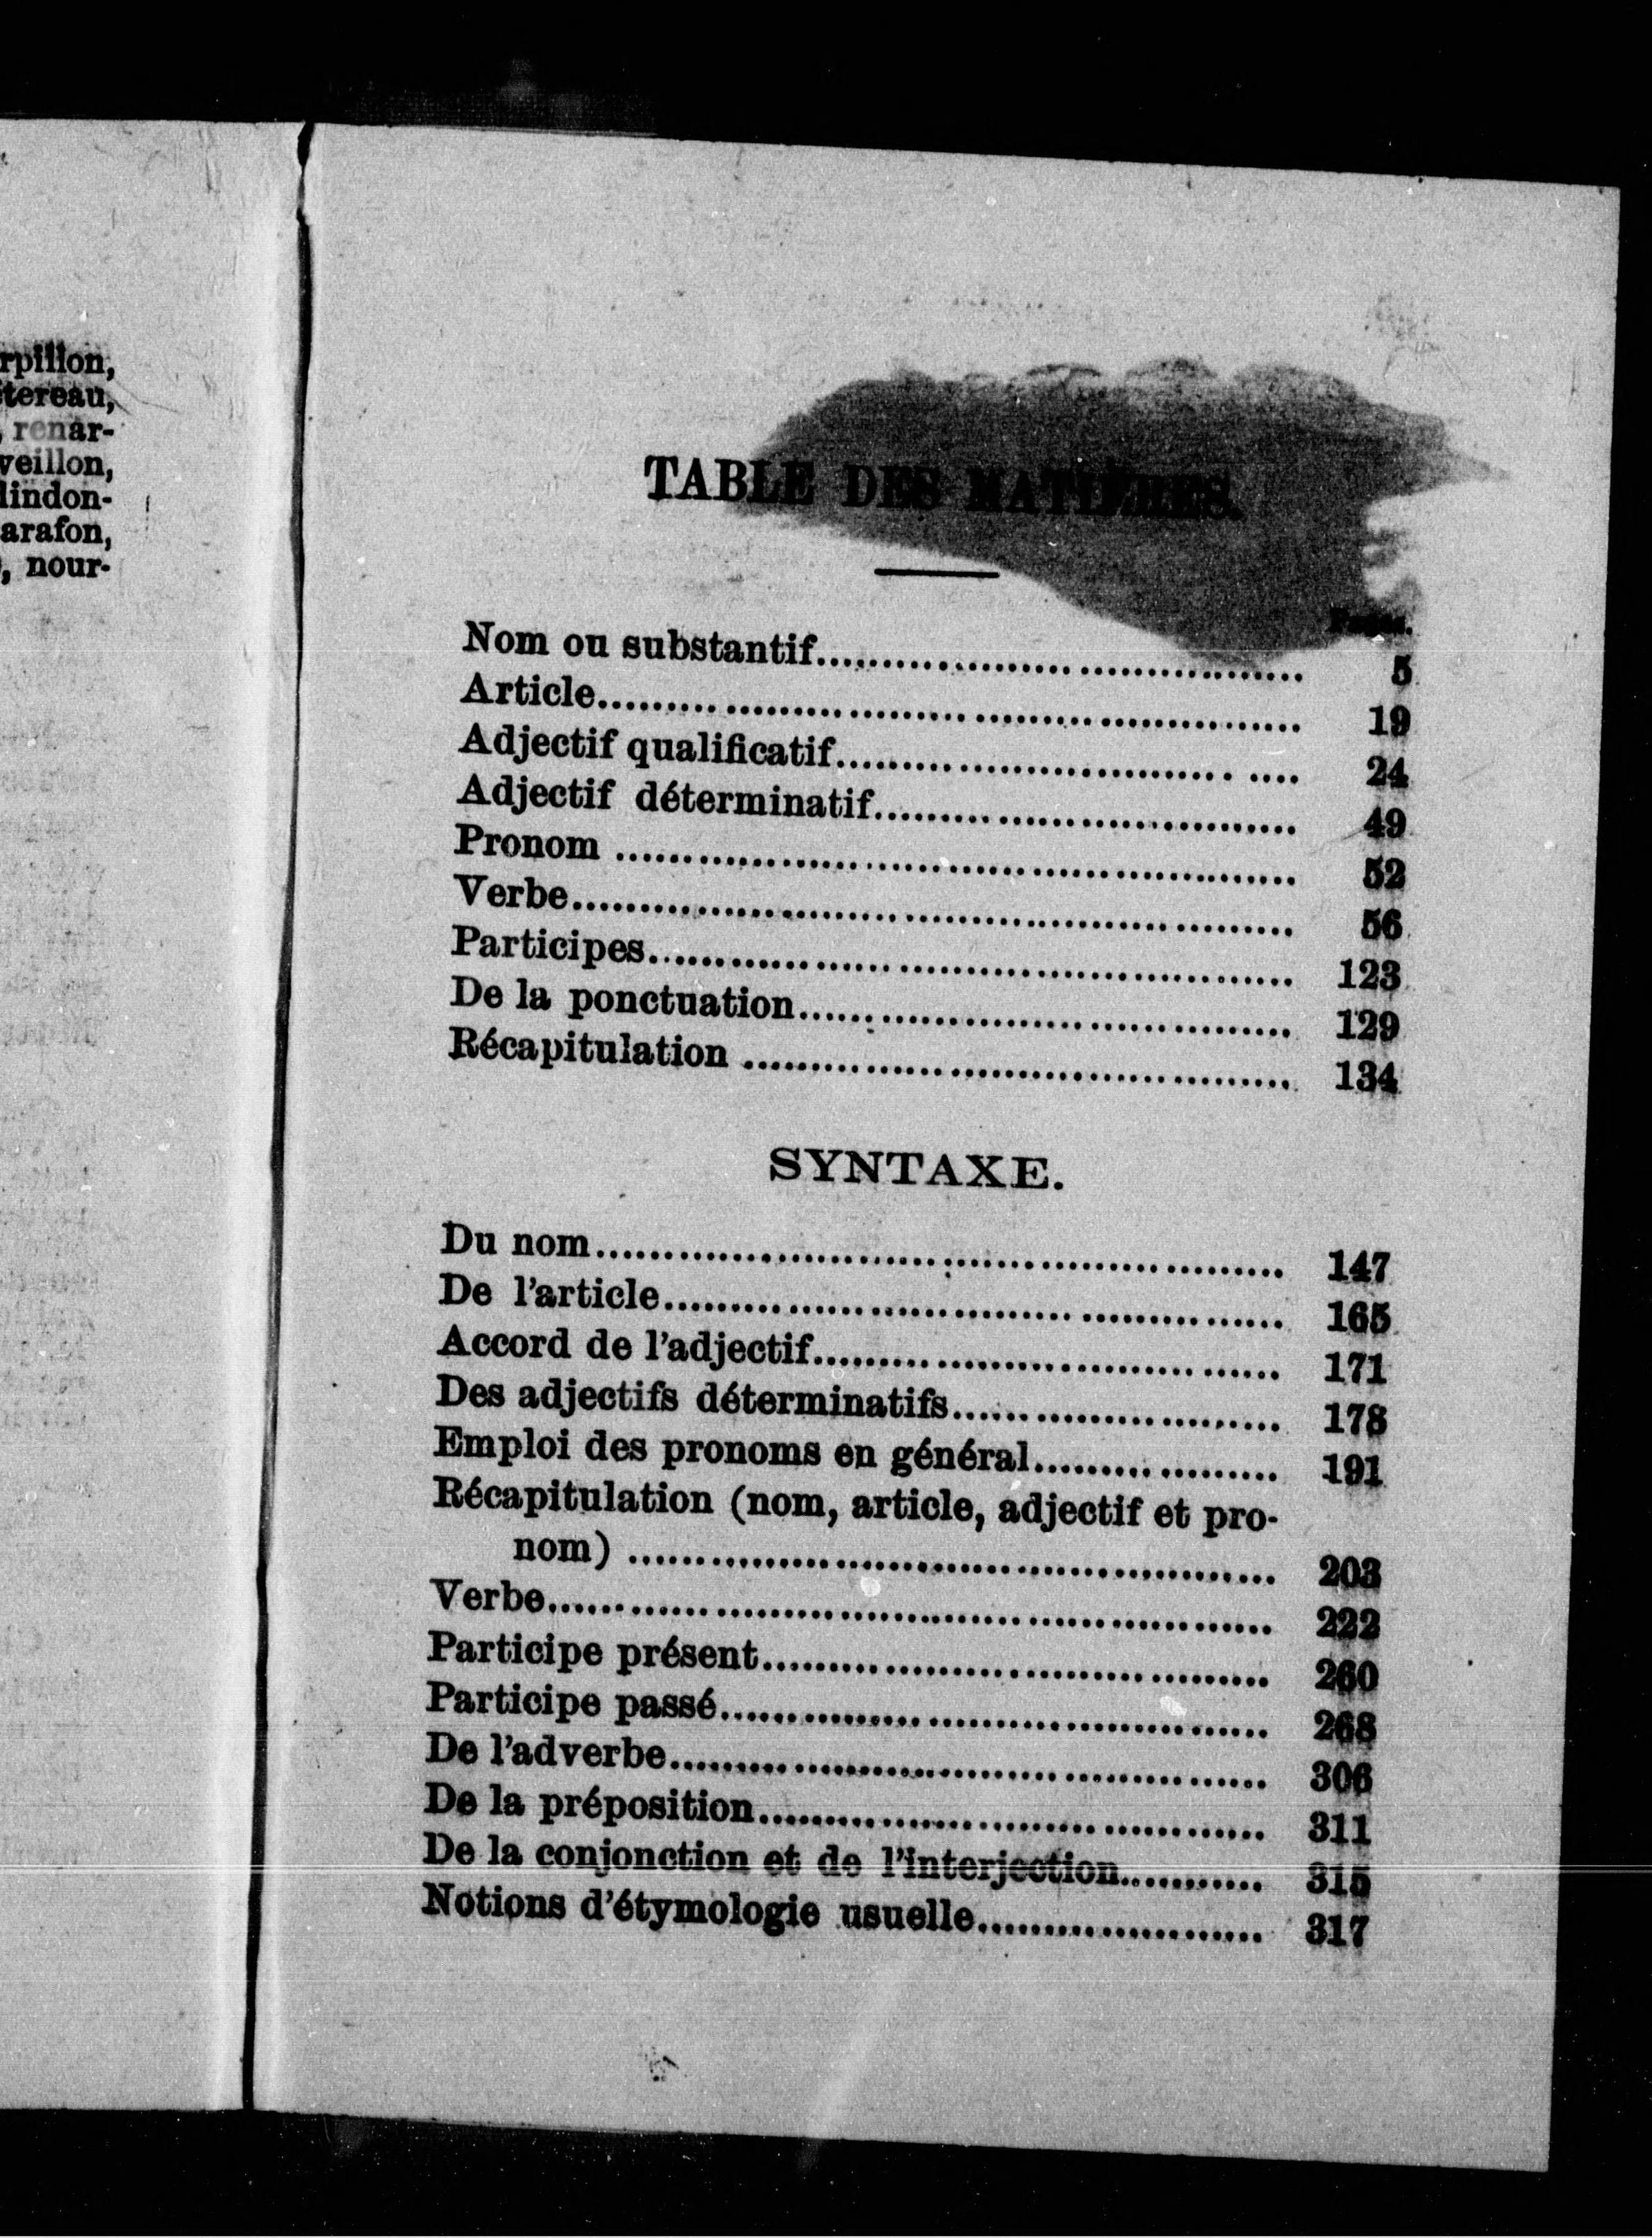 rpillon,
tereau,
, renar-
veillon,
lindon-
arafon,
, nour-
TABLE DES MATIÈRES.
Pages.
Nom ou substantif.................................... 5
Article.................................................... 19
Adjectif qualificatif.................................. 24
Adjectif déterminatif............................... 49
Pronom .................................................. 52
Verbe...................................................... 56
Participes............................................... 123
De la ponctuation.................................... 129
Récapitulation ........................................ 134
SYNTAXE.
Du nom................................................... 147
De l'article.............................................. 165
Accord de l'adjectif.................................. 171
Des adjectifs déterminatifs........................ 178
Emploi des pronoms en général.................. 191
Récapitulation (nom, article, adjectif et pro-
nom) ................................................ 203
Verbe...................................................... 222
Participe présent..................................... 260
Participe passé........................................ 268
De l'adverbe............................................ 306
De la préposition..................................... 311
De la conjonction et de l'interjection........... 315
Notions d'étymologie usuelle..................... 317